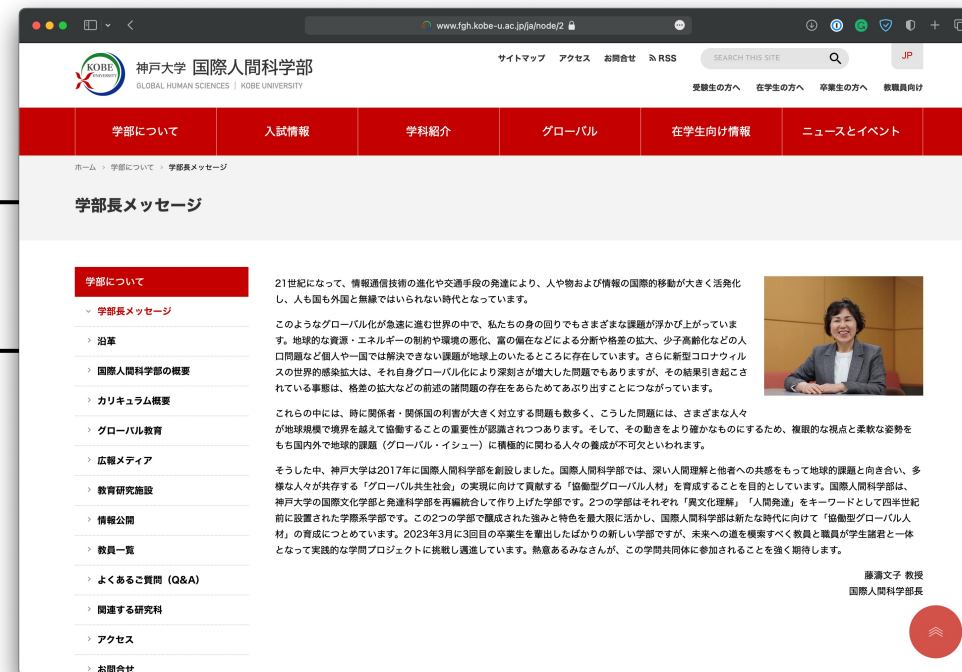 www.fgh.kobe-u.ac.jp/ja/node/2
KOBE
UNIVERSITY
神戸大学 国際人間科学部
GLOBAL HUMAN SCIENCES | KOBE UNIVERSITY
サイトマップ アクセス お問合せ RSS
SEARCH THIS SITE
JP
受験生の方へ 在学生の方へ 卒業生の方へ 教職員向け
学部について 入試情報 学科紹介 グローバル 在学生向け情報 ニュースとイベント
ホーム › 学部について › 学部長メッセージ
学部長メッセージ
学部について
学部長メッセージ
沿革
国際人間科学部の概要
カリキュラム概要
グローバル教育
広報メディア
教育研究施設
情報公開
教員一覧
よくあるご質問（Q&A）
関連する研究科
アクセス
お問合せ
21世紀になって、情報通信技術の進化や交通手段の発達により、人や物および情報の国際的移動が大きく活発化
し、人も国も外国と無縁ではいられない時代となっています。
このようなグローバル化が急速に進む世界の中で、私たちの身の回りでもさまざまな課題が浮かび上がっていま
す。地球的な資源・エネルギーの制約や環境の悪化、富の偏在などによる分断や格差の拡大、少子高齢化などの人
口問題など個人や一国では解決できない課題が地球上のいたるところに存在しています。さらに新型コロナウィル
スの世界的感染拡大は、それ自身グローバル化により深刻さが増大した問題でもありますが、その結果引き起こさ
れている事態は、格差の拡大などの前述の諸問題の存在をあらためてあぶり出すことにつながっています。
これらの中には、時に関係者・関係国の利害が大きく対立する問題も数多く、こうした問題には、さまざまな人々
が地球規模で境界を越えて協働することの重要性が認識されつつあります。そして、その動きをより確かなものにするため、複眼的な視点と柔軟な姿勢を
もち国内外で地球的課題（グローバル・イシュー）に積極的に関わる人々の養成が不可欠といわれます。
そうした中、神戸大学は2017年に国際人間科学部を創設しました。国際人間科学部では、深い人間理解と他者への共感をもって地球的課題と向き合い、多
様な人々が共存する「グローバル共生社会」の実現に向けて貢献する「協働型グローバル人材」を育成することを目的としています。国際人間科学部は、
神戸大学の国際文化学部と発達科学部を再編統合して作り上げた学部です。2つの学部はそれぞれ「異文化理解」「人間発達」をキーワードとして四半世紀
前に設置された学際系学部です。この2つの学部で醸成された強みと特色を最大限に活かし、国際人間科学部は新たな時代に向けて「協働型グローバル人
材」の育成につとめています。2023年3月に3回目の卒業生を輩出したばかりの新しい学部ですが、未来への道を模索すべく教員と職員が学生諸君と一体
となって実践的な学問プロジェクトに挑戦し邁進しています。熱意あるみなさんが、この学問共同体に参加されることを強く期待します。
藤濤文子 教授
国際人間科学部長